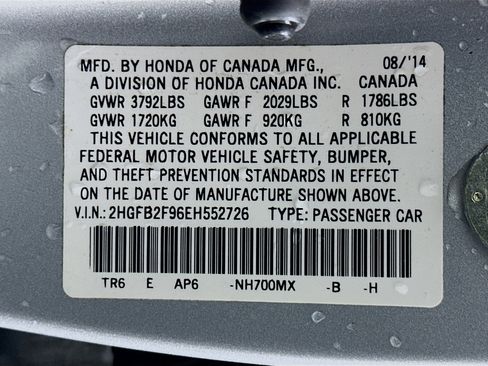 MFD. BY HONDA OF CANADA MFG., 08/'14
A DIVISION OF HONDA CANADA INC. CANADA
GVWR 3792LBS GAWR F 2029LBS R 1786LBS
GVWR 1720KG GAWR F 920KG R 810KG
THIS VEHICLE CONFORMS TO ALL APPLICABLE
FEDERAL MOTOR VEHICLE SAFETY, BUMPER,
AND THEFT PREVENTION STANDARDS IN EFFECT
ON THE DATE OF MANUFACTURE SHOWN ABOVE.
V.I.N.: 2HGFB2F96EH552726 TYPE: PASSENGER CAR
TR6 E AP6 -NH700MX -B -H